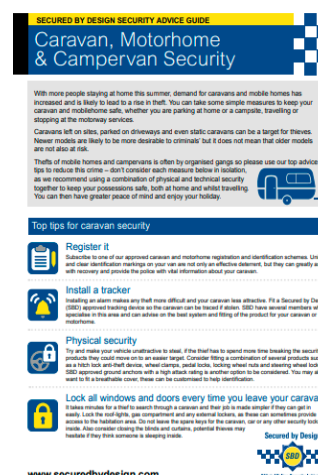 SECURED BY DESIGN SECURITY ADVICE GUIDE
Caravan, Motorhome
& Campervan Security
With more people staying at home this summer, demand for caravans and mobile homes has
increased and is likely to lead to a rise in theft. You can take some simple measures to keep your
caravan and mobilehome safe, whether you are parking at home or a campsite, travelling or
stopping at the motorway services.
Caravans left on sites, parked on driveways and even static caravans can be a target for thieves.
Newer models are likely to be more desirable to criminals' but it does not mean that older models
are not also at risk.
Thefts of mobile homes and campervans is often by organised gangs so please use our top advice
tips to reduce this crime – don't consider each measure below in isolation,
as we recommend using a combination of physical and technical security
together to keep your possessions safe, both at home and whilst travelling.
You can then have greater peace of mind and enjoy your holiday.
Top tips for caravan security
Register it
Subscribe to one of our approved caravan and motorhome registration and identification schemes. Uni
and clear identification markings on your van are not only an effective deterrent, but they can greatly a
with recovery and provide the police with vital information about your caravan.
Install a tracker
Installing an alarm makes any theft more difficult and your caravan less attractive. Fit a Secured by De
(SBD) approved tracking device so the caravan can be traced if stolen. SBD have several members wh
specialise in this area and can advise on the best system and fitting of the product for your caravan or
motorhome.
Physical security
Try and make your vehicle unattractive to steal, if the thief has to spend more time breaking the securit
products they could move on to an easier target. Consider fitting a combination of several products suc
as a hitch lock anti-theft device, wheel clamps, pedal locks, locking wheel nuts and steering wheel lock
SBD approved ground anchors with a high attack rating is another option to be considered. You may al
want to fit a breathable cover, these can be customised to help identification.
Lock all windows and doors every time you leave your carava
It takes minutes for a thief to search through a caravan and their job is made simpler if they can get in
easily. Lock the roof-lights, gas compartment and any external lockers, as these can sometimes provide
access to the habitation area. Do not leave the spare keys for the caravan, car or any other security lock
inside. Also consider closing the blinds and curtains, potential thieves may
hesitate if they think someone is sleeping inside.
Secured by Desig
SBD
www.securedbydesign.com